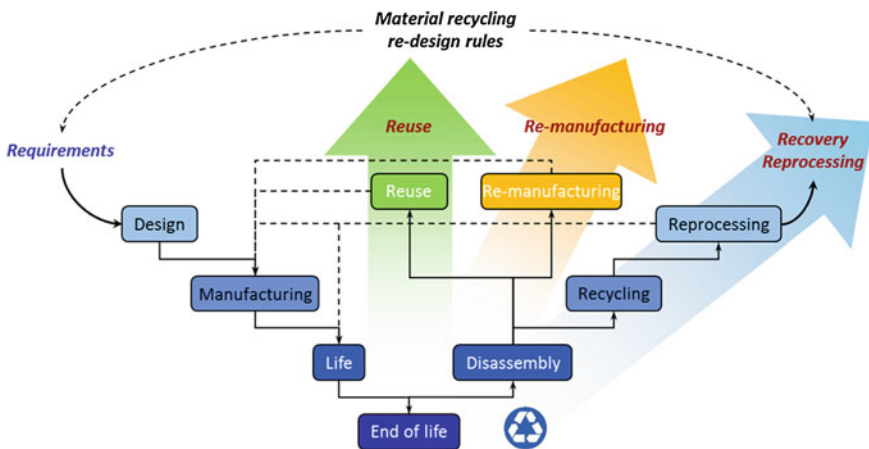 Material recycling
re-design rules
Reuse
Re-manufacturing
Requirements
Recovery
Reprocessing
Reuse
Re-manufacturing
Design
Reprocessing
Manufacturing
Recycling
Life
Disassembly
End of life